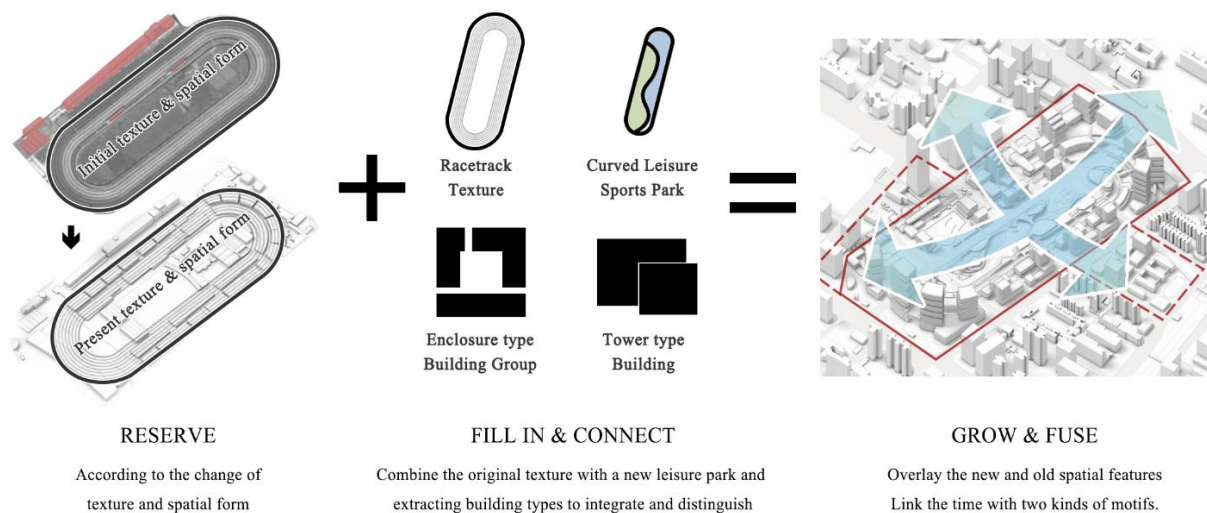 Initial texture & spatial form
Present texture & spatial form
Racetrack
Texture
Curved Leisure
Sports Park
Enclosure type
Building Group
Tower type
Building
RESERVE
According to the change of
texture and spatial form
FILL IN & CONNECT
Combine the original texture with a new leisure park and
extracting building types to integrate and distinguish
GROW & FUSE
Overlay the new and old spatial features
Link the time with two kinds of motifs.